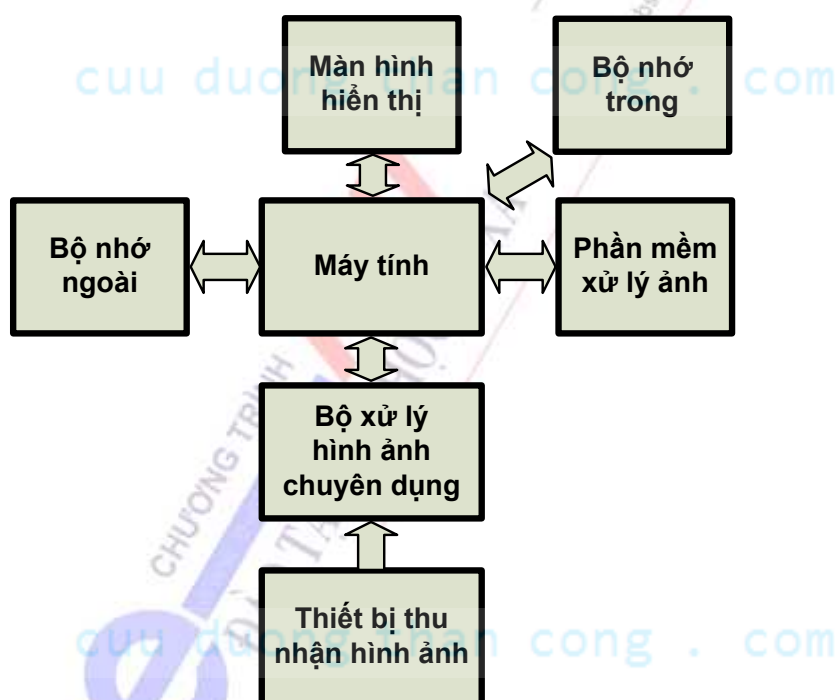 Màn hình
hiển thị
Bộ nhớ
trong
cuu duong than cong . com
Bộ nhớ
ngoài
Máy tính
Phần mềm
xử lý ảnh
Bộ xử lý
hình ảnh
chuyên dụng
CHƯƠNG TRÌNH
Thiết bị thu
nhận hình ảnh
cuu duong than cong . com